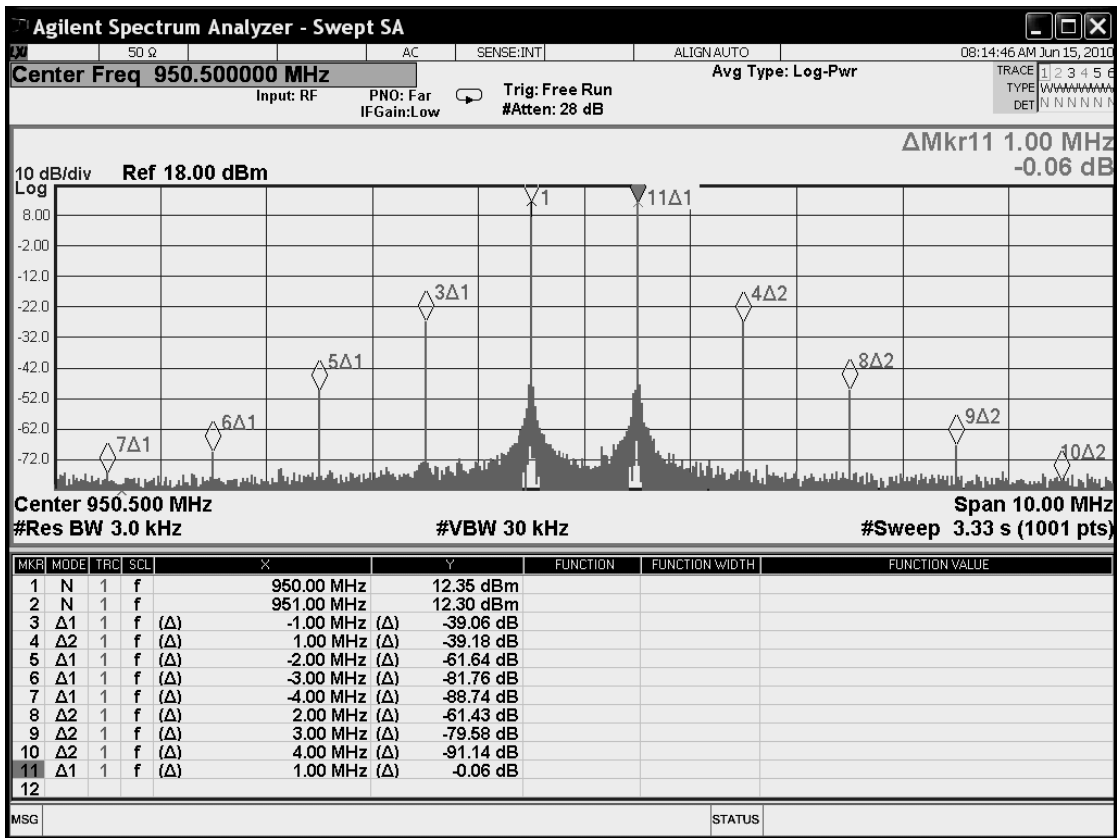 Agilent Spectrum Analyzer - Swept SA
LXI 50 Ω AC SENSE:INT ALIGN AUTO 08:14:46 AM Jun 15, 2010
Center Freq 950.500000 MHz
Input: RF PNO: Far IFGain:Low Trig: Free Run #Atten: 28 dB Avg Type: Log-Pwr
TRACE 1 2 3 4 5 6
TYPE
DET N N N N N N
ΔMkr11 1.00 MHz
-0.06 dB
10 dB/div Ref 18.00 dBm
Log
1 11Δ1
8.00
-2.00
-12.0
3Δ1 4Δ2
-22.0
-32.0
5Δ1 8Δ2
-42.0
-52.0
6Δ1 9Δ2
-62.0
7Δ1 10Δ2
-72.0
Center 950.500 MHz Span 10.00 MHz
#Res BW 3.0 kHz #VBW 30 kHz #Sweep 3.33 s (1001 pts)
MKR MODE TRC SCL X Y FUNCTION FUNCTION WIDTH FUNCTION VALUE
1 N 1 f 950.00 MHz 12.35 dBm
2 N 1 f 951.00 MHz 12.30 dBm
3 Δ1 1 f (Δ) -1.00 MHz (Δ) -39.06 dB
4 Δ2 1 f (Δ) 1.00 MHz (Δ) -39.18 dB
5 Δ1 1 f (Δ) -2.00 MHz (Δ) -61.64 dB
6 Δ1 1 f (Δ) -3.00 MHz (Δ) -81.76 dB
7 Δ1 1 f (Δ) -4.00 MHz (Δ) -88.74 dB
8 Δ2 1 f (Δ) 2.00 MHz (Δ) -61.43 dB
9 Δ2 1 f (Δ) 3.00 MHz (Δ) -79.58 dB
10 Δ2 1 f (Δ) 4.00 MHz (Δ) -91.14 dB
11 Δ1 1 f (Δ) 1.00 MHz (Δ) -0.06 dB
12
MSG STATUS